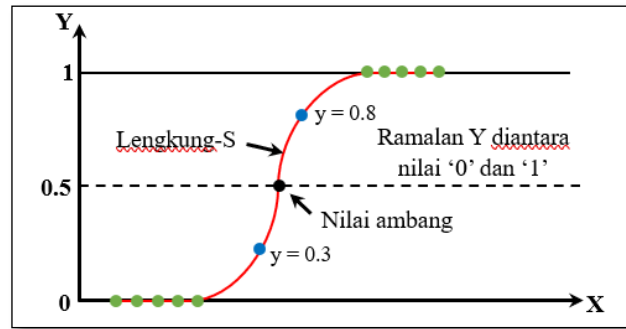 Y
1
y = 0.8
Lengkung-S
Ramalan Y diantara
nilai ‘0’ dan ‘1’
0.5
Nilai ambang
y = 0.3
0
X